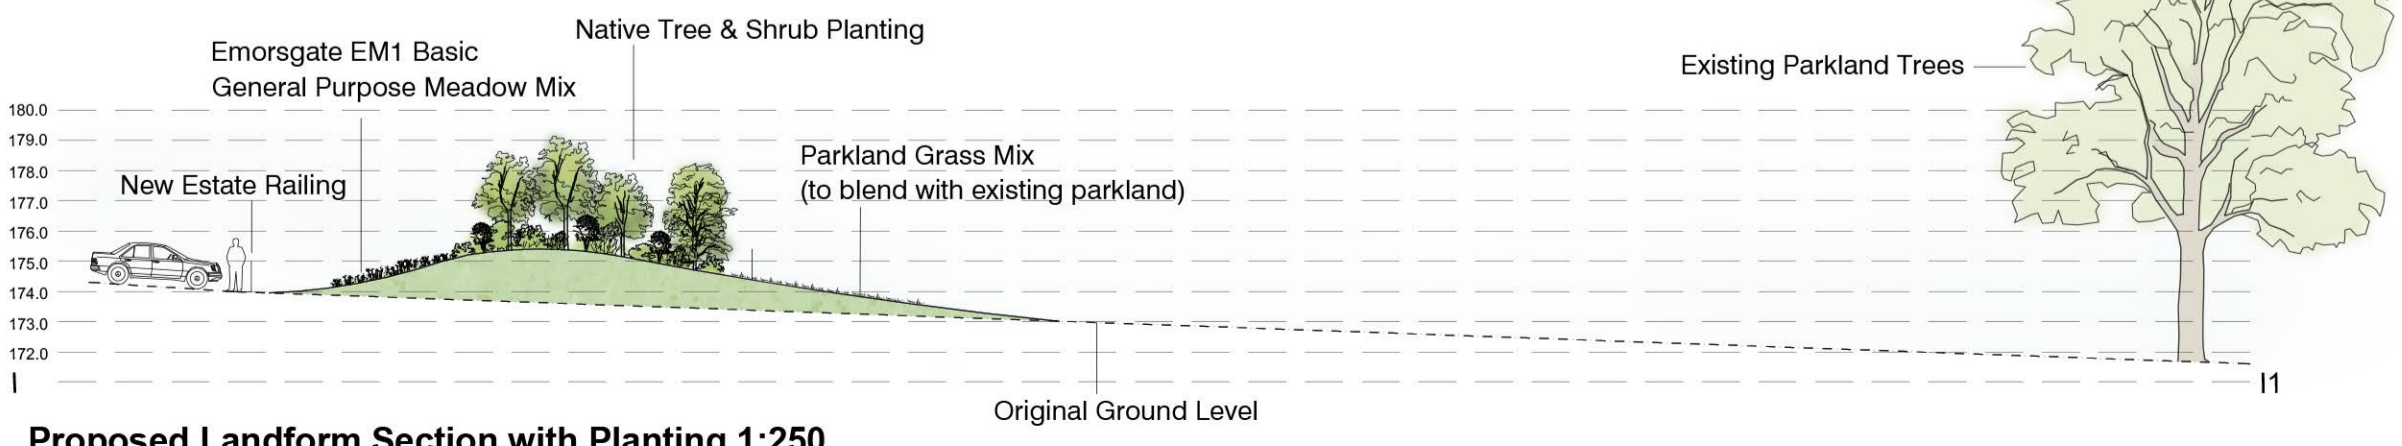 Native Tree & Shrub Planting
Emorsgate EM1 Basic
General Purpose Meadow Mix
Existing Parkland Trees
180.0
179.0
178.0
177.0
176.0
175.0
174.0
173.0
172.0
New Estate Railing
Parkland Grass Mix
(to blend with existing parkland)
I
I1
Original Ground Level
Proposed Landform Section with Planting 1:250